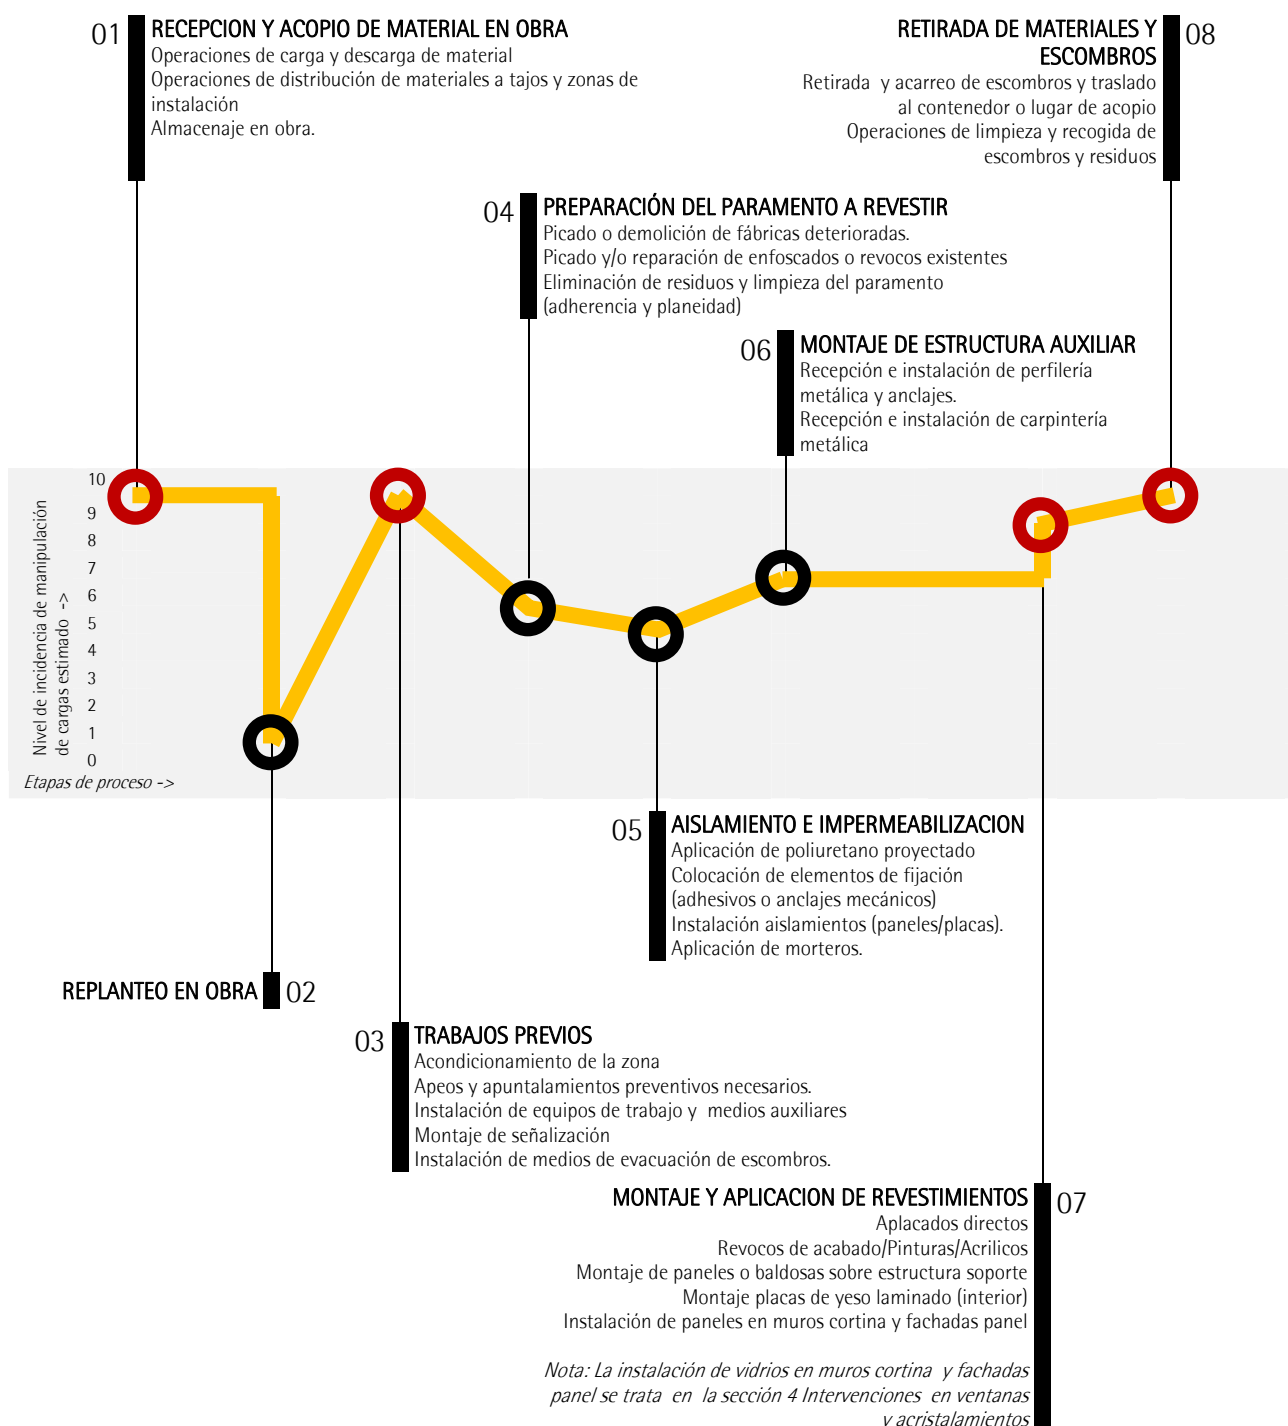 01
RECEPCION Y ACOPIO DE MATERIAL EN OBRA
Operaciones de carga y descarga de material
Operaciones de distribución de materiales a tajos y zonas de
instalación
Almacenaje en obra.
RETIRADA DE MATERIALES Y
ESCOMBROS
08
Retirada y acarreo de escombros y traslado
al contenedor o lugar de acopio
Operaciones de limpieza y recogida de
escombros y residuos
04
PREPARACIÓN DEL PARAMENTO A REVESTIR
Picado o demolición de fábricas deterioradas.
Picado y/o reparación de enfoscados o revocos existentes
Eliminación de residuos y limpieza del paramento
(adherencia y planeidad)
06
MONTAJE DE ESTRUCTURA AUXILIAR
Recepción e instalación de perfilería
metálica y anclajes.
Recepción e instalación de carpintería
metálica
Nivel de incidencia de manipulación
de cargas estimado ->
10
9
8
7
6
5
4
3
2
1
0
Etapas de proceso ->
05
AISLAMIENTO E IMPERMEABILIZACION
Aplicación de poliuretano proyectado
Colocación de elementos de fijación
(adhesivos o anclajes mecánicos)
Instalación aislamientos (paneles/placas).
Aplicación de morteros.
REPLANTEO EN OBRA
02
03
TRABAJOS PREVIOS
Acondicionamiento de la zona
Apeos y apuntalamientos preventivos necesarios.
Instalación de equipos de trabajo y medios auxiliares
Montaje de señalización
Instalación de medios de evacuación de escombros.
MONTAJE Y APLICACION DE REVESTIMIENTOS
07
Aplacados directos
Revocos de acabado/Pinturas/Acrilicos
Montaje de paneles o baldosas sobre estructura soporte
Montaje placas de yeso laminado (interior)
Instalación de paneles en muros cortina y fachadas panel
Nota: La instalación de vidrios en muros cortina y fachadas
panel se trata en la sección 4 Intervenciones en ventanas
y acristalamientos